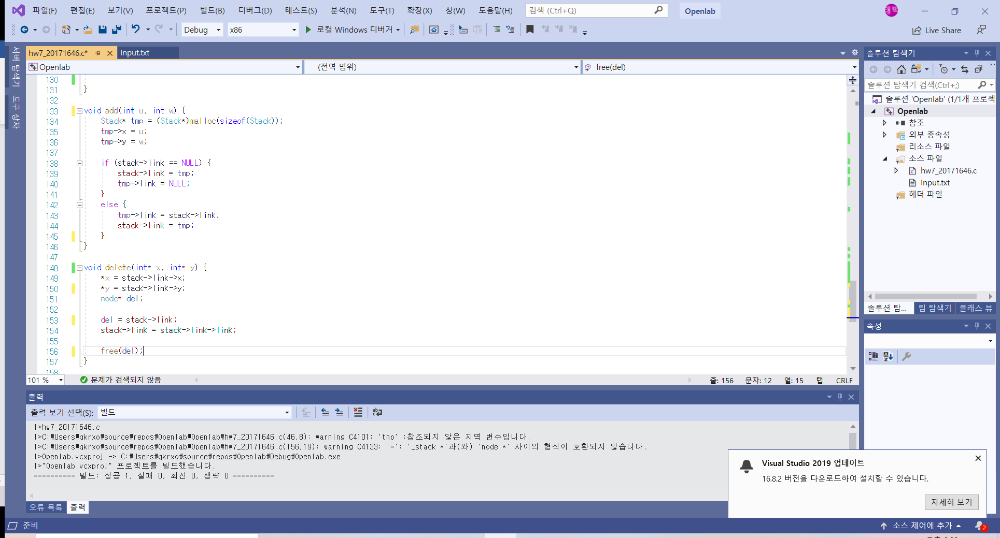 파일(F) 편집(E) 보기(V) 프로젝트(P) 빌드(B) 디버그(D) 테스트(S) 분석(N) 도구(T) 확장(X) 창(W) 도움말(H) 검색 (Ctrl+Q) Openlab
Debug x86 로컬 Windows 디버거 Live Share
서버 탐색기
도구 상자
hw7_20171646.c* input.txt
Openlab (전역 범위) free(del)
130
131 }
132
133 void add(int u, int w) {
134 Stack* tmp = (Stack*)malloc(sizeof(Stack));
135 tmp->x = u;
136 tmp->y = w;
137
138 if (stack->link == NULL) {
139 stack->link = tmp;
140 tmp->link = NULL;
141 }
142 else {
143 tmp->link = stack->link;
144 stack->link = tmp;
145 }
146 }
147
148 void delete(int* x, int* y) {
149 *x = stack->link->x;
150 *y = stack->link->y;
151 node* del;
152
153 del = stack->link;
154 stack->link = stack->link->link;
155
156 free(del);
157 }
158
101 % 문제가 검색되지 않음 줄: 156 문자: 12 열: 15 탭 CRLF
출력
출력 보기 선택(S): 빌드
1>hw7_20171646.c
1>C:₩Users₩qkrxo₩source₩repos₩Openlab₩Openlab₩hw7_20171646.c(46,8): warning C4101: 'tmp' :참조되지 않은 지역 변수입니다.
1>C:₩Users₩qkrxo₩source₩repos₩Openlab₩Openlab₩hw7_20171646.c(156,19): warning C4133: '=': '_stack *'과(와) 'node *' 사이의 형식이 호환되지 않습니다.
1>Openlab.vcxproj -> C:₩Users₩qkrxo₩source₩repos₩Openlab₩Debug₩Openlab.exe
1>"Openlab.vcxproj" 프로젝트를 빌드했습니다.
========== 빌드: 성공 1, 실패 0, 최신 0, 생략 0 ==========
오류 목록 출력
준비
솔루션 탐색기
솔루션 탐색기 검색(Ctrl+;)
솔루션 'Openlab' (1/1개 프로젝
Openlab
참조
외부 종속성
리소스 파일
소스 파일
hw7_20171646.c
input.txt
헤더 파일
솔루션 탐... 팀 탐색기 클래스 뷰
속성
Visual Studio 2019 업데이트
16.8.2 버전을 다운로드하여 설치할 수 있습니다.
자세히 보기
소스 제어에 추가 2